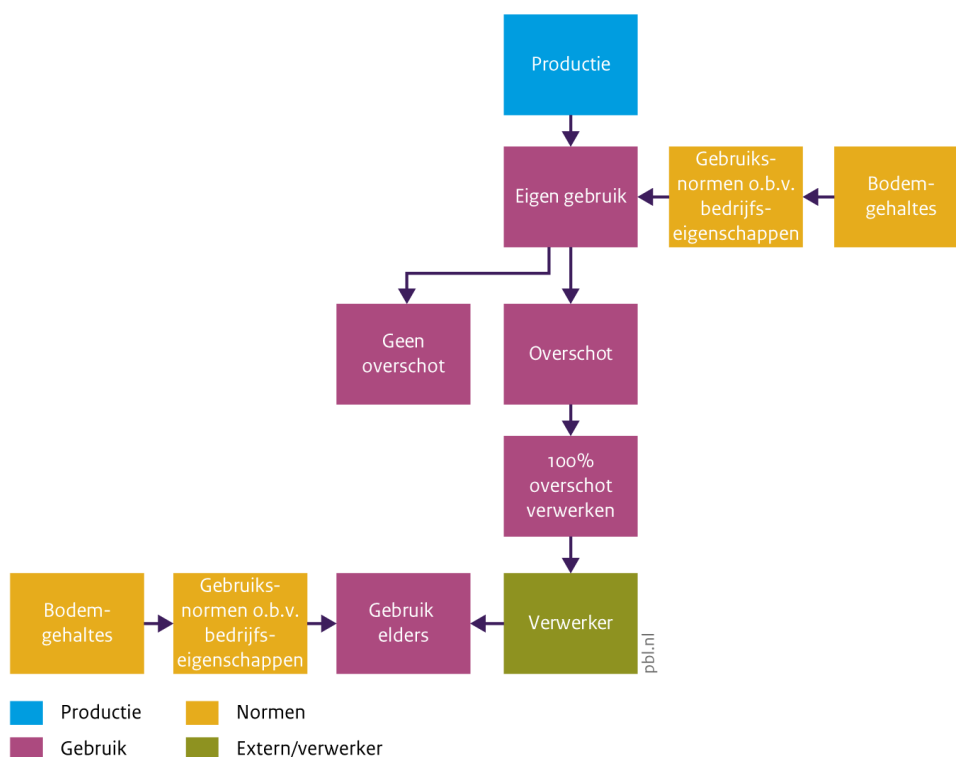 Productie
Eigen gebruik
Gebruiks-
normen o.b.v.
bedrijfs-
eigenschappen
Bodem-
gehaltes
Geen
overschot
Overschot
100%
overschot
verwerken
Bodem-
gehaltes
Gebruiks-
normen o.b.v.
bedrijfs-
eigenschappen
Gebruik
elders
Verwerker
pbl.nl
Productie
Normen
Gebruik
Extern/verwerker